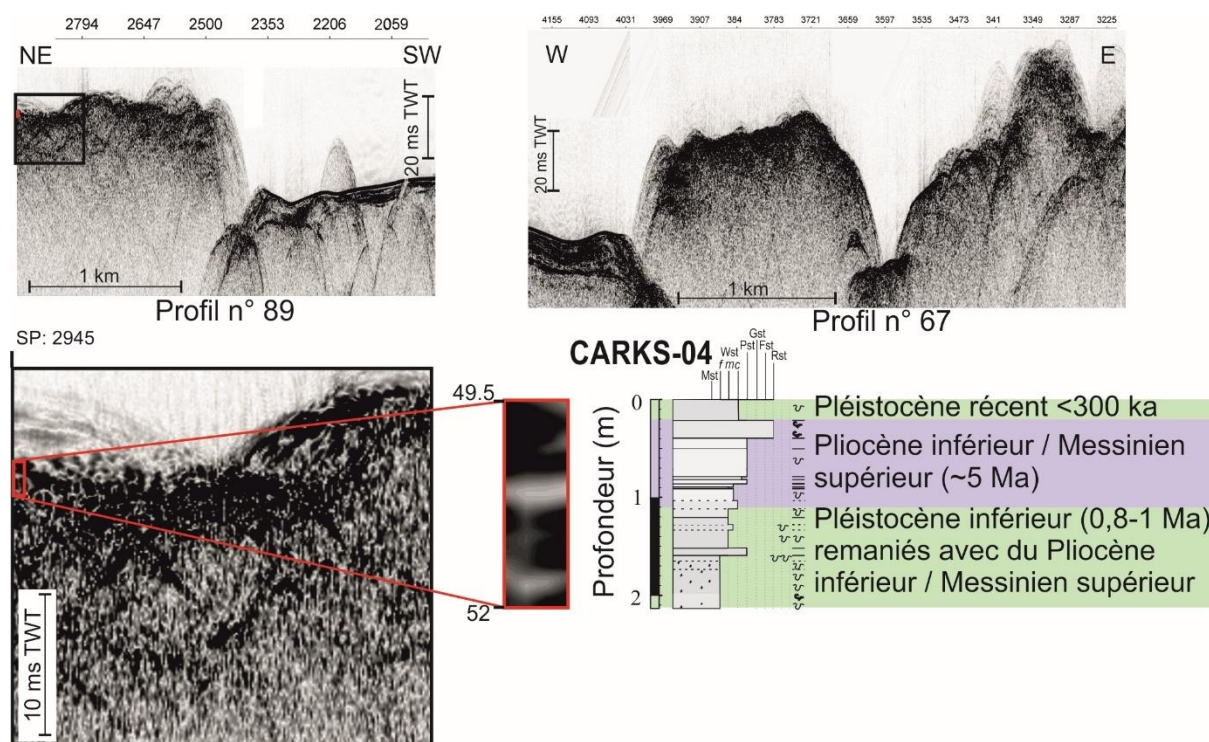 2794 2647 2500 2353 2206 2059
NE SW
20 ms TWT
1 km
Profil n° 89
4155 4093 4031 3969 3907 384 3783 3721 3659 3597 3535 3473 341 3349 3287 3225
W E
20 ms TWT
1 km
Profil n° 67
SP: 2945
10 ms TWT
49.5
52
CARKS-04
Mst
f
Wst
mc
Pst
Gst
Fst
Rst
Profondeur (m)
0
1
2
Pléistocène récent <300 ka
Pliocène inférieur / Messinien
supérieur (~5 Ma)
Pléistocène inférieur (0,8-1 Ma)
remaniés avec du Pliocène
inférieur / Messinien supérieur